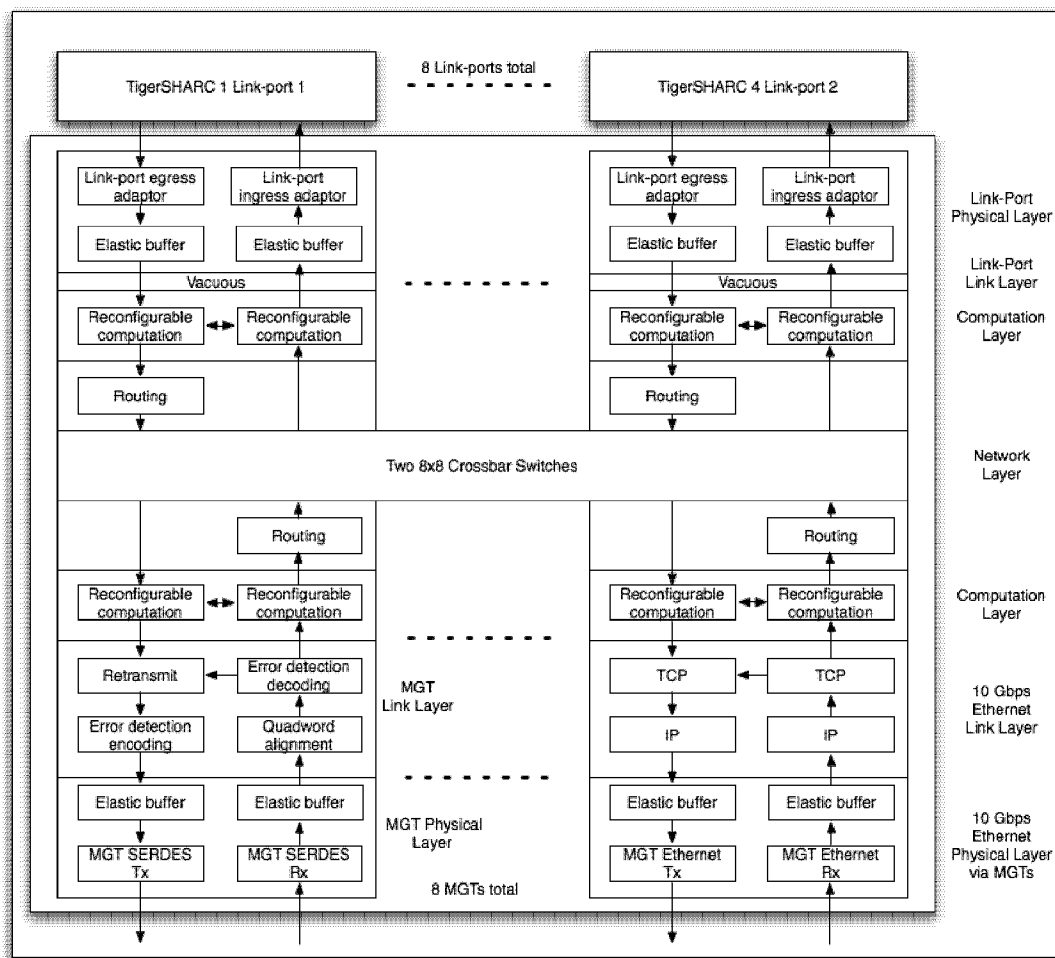 TigerSHARC 1 Link-port 1
8 Link-ports total
TigerSHARC 4 Link-port 2
Link-port egress
adaptor
Link-port
ingress adaptor
Link-port egress
adaptor
Link-port
ingress adaptor
Link-Port
Physical Layer
Elastic buffer
Elastic buffer
Elastic buffer
Elastic buffer
Vacuous
Vacuous
Link-Port
Link Layer
Reconfigurable
computation
Reconfigurable
computation
Reconfigurable
computation
Reconfigurable
computation
Computation
Layer
Routing
Routing
Two 8x8 Crossbar Switches
Network
Layer
Routing
Routing
Reconfigurable
computation
Reconfigurable
computation
Reconfigurable
computation
Reconfigurable
computation
Computation
Layer
Retransmit
Error detection
decoding
MGT
Link Layer
TCP
TCP
10 Gbps
Ethernet
Link Layer
Error detection
encoding
Quadword
alignment
IP
IP
Elastic buffer
Elastic buffer
MGT Physical
Layer
Elastic buffer
Elastic buffer
10 Gbps
Ethernet
Physical Layer
via MGTs
MGT SERDES
Tx
MGT SERDES
Rx
8 MGTs total
MGT Ethernet
Tx
MGT Ethernet
Rx